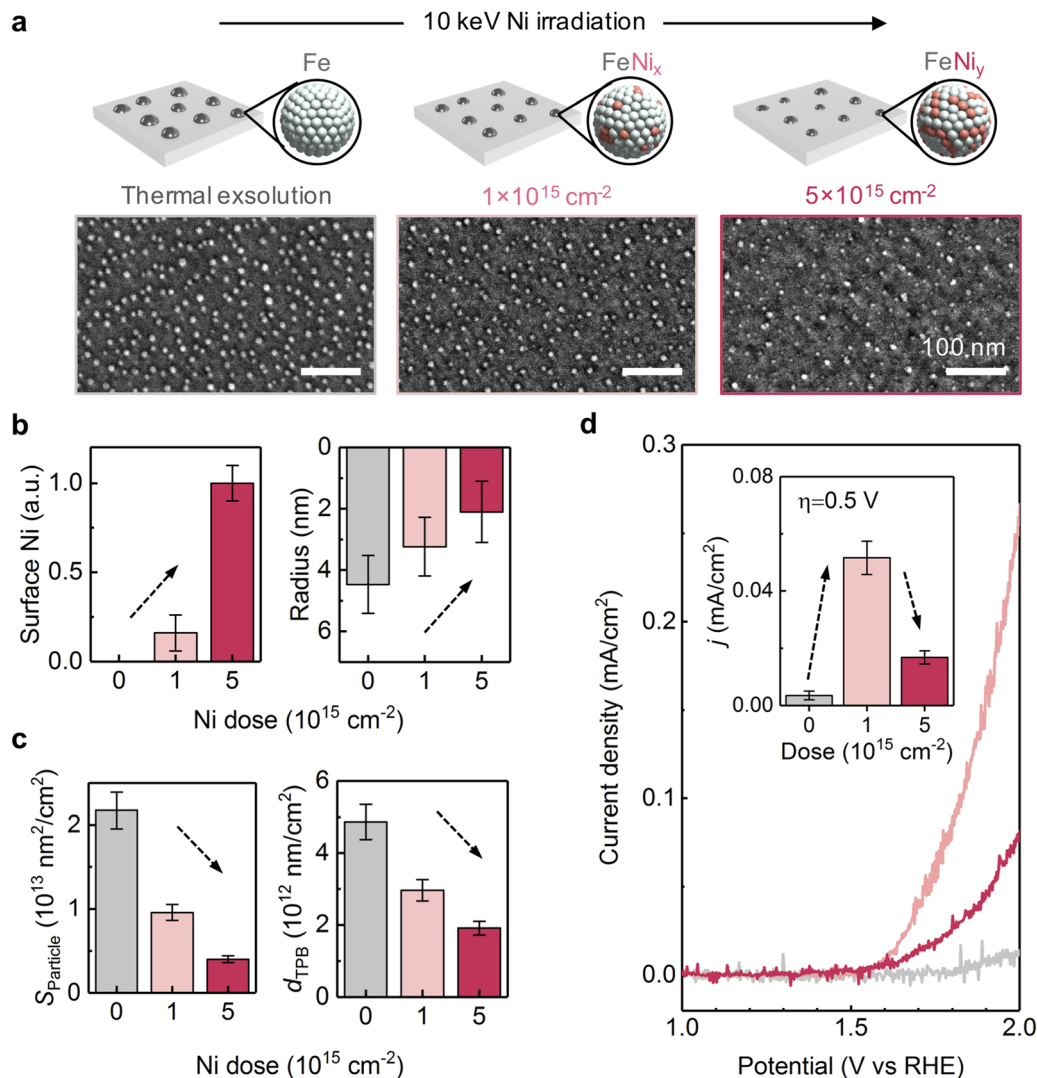 a
10 keV Ni irradiation
Fe
FeNiₓ
FeNiᵧ
Thermal exsolution
1×10¹⁵ cm⁻²
5×10¹⁵ cm⁻²
100 nm
b
Surface Ni (a.u.)
1.0
0.5
0.0
0 1 5
Radius (nm)
0
2
4
6
0 1 5
Ni dose (10¹⁵ cm⁻²)
c
S_Particle (10¹³ nm²/cm²)
2
1
0
0 1 5
d_TPB (10¹² nm/cm²)
6
4
2
0
0 1 5
Ni dose (10¹⁵ cm⁻²)
d
Current density (mA/cm²)
0.3
0.2
0.1
0.0
1.0 1.5 2.0
Potential (V vs RHE)
j (mA/cm²)
0.08
0.04
0.00
η=0.5 V
0 1 5
Dose (10¹⁵ cm⁻²)